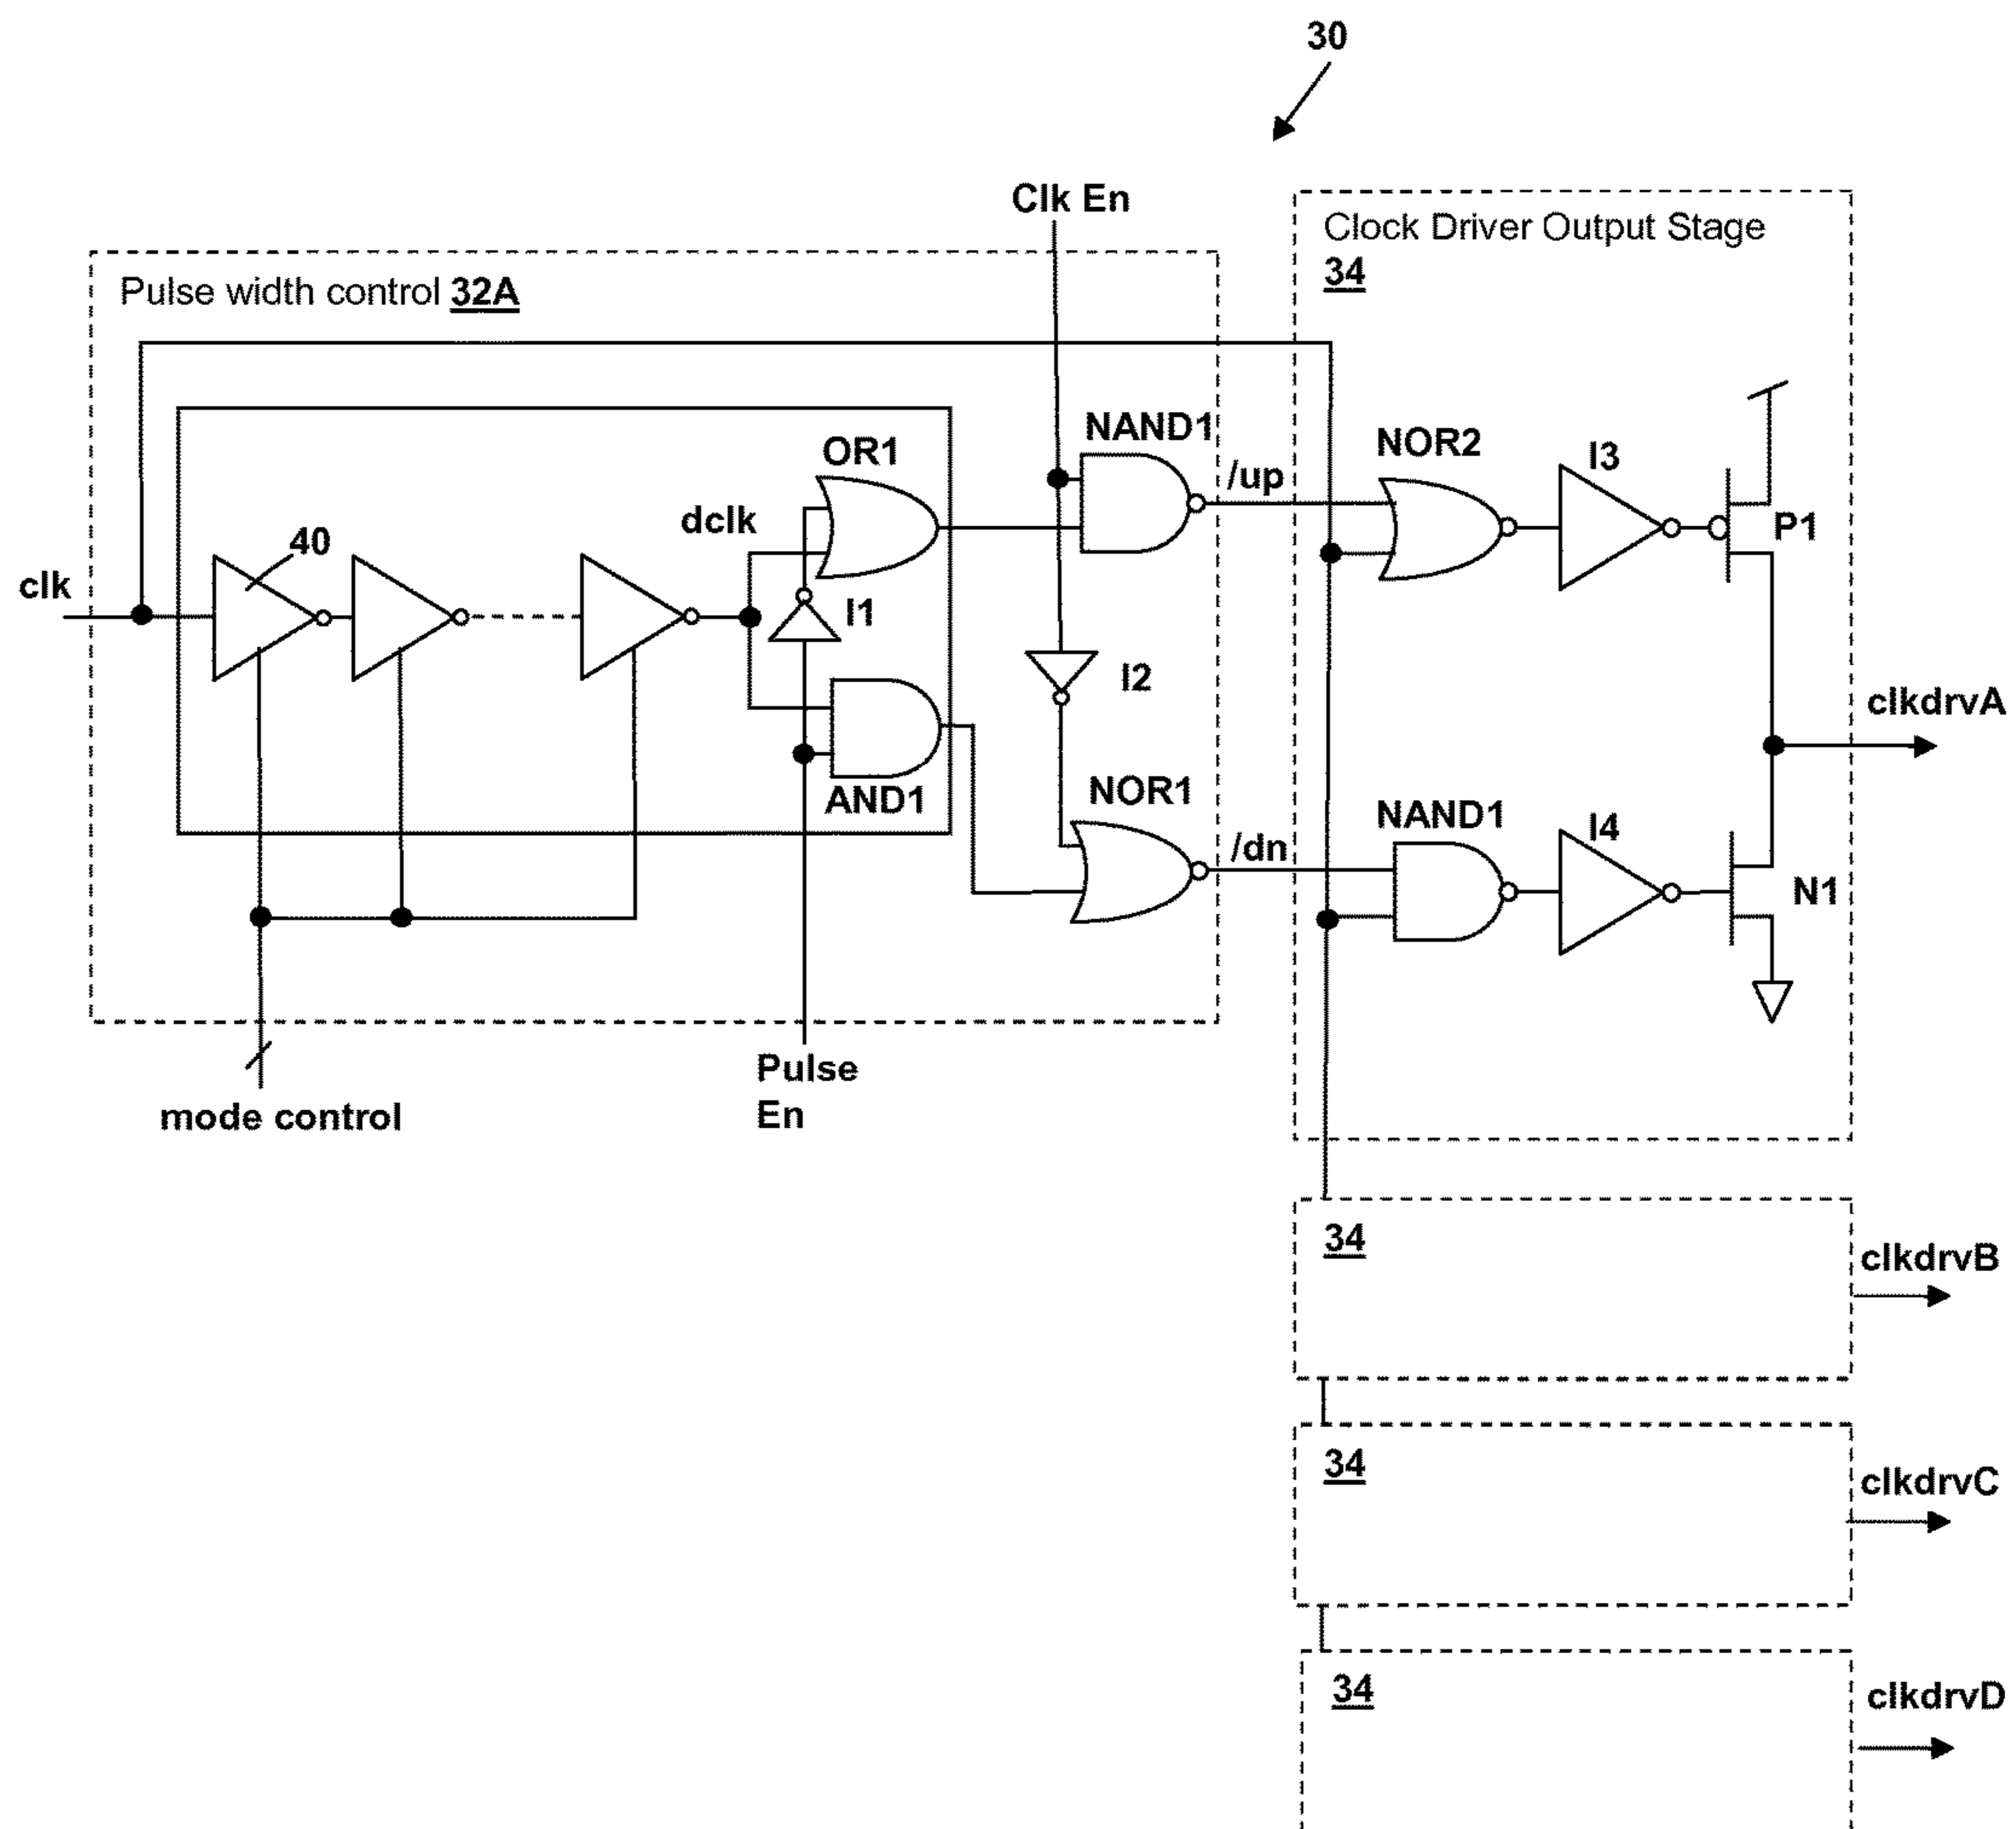 30
Clk En
Clock Driver Output Stage
34
Pulse width control 32A
OR1
NAND1
/up
NOR2
I3
P1
dclk
40
clk
I1
I2
clkdrvA
AND1
NOR1
/dn
NAND1
I4
N1
Pulse
En
mode control
34
clkdrvB
34
clkdrvC
34
clkdrvD